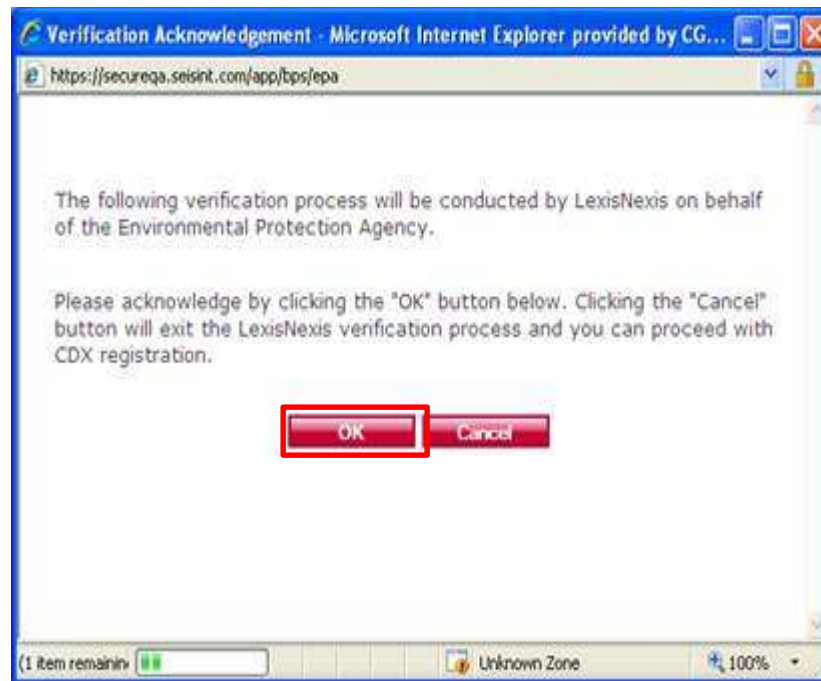 Verification Acknowledgement - Microsoft Internet Explorer provided by CG...
https://secureqa.seisint.com/app/bps/epa
The following verification process will be conducted by LexisNexis on behalf
of the Environmental Protection Agency.
Please acknowledge by clicking the "OK" button below. Clicking the "Cancel"
button will exit the LexisNexis verification process and you can proceed with
CDX registration.
OK Cancel
(1 item remainin Unknown Zone 100%